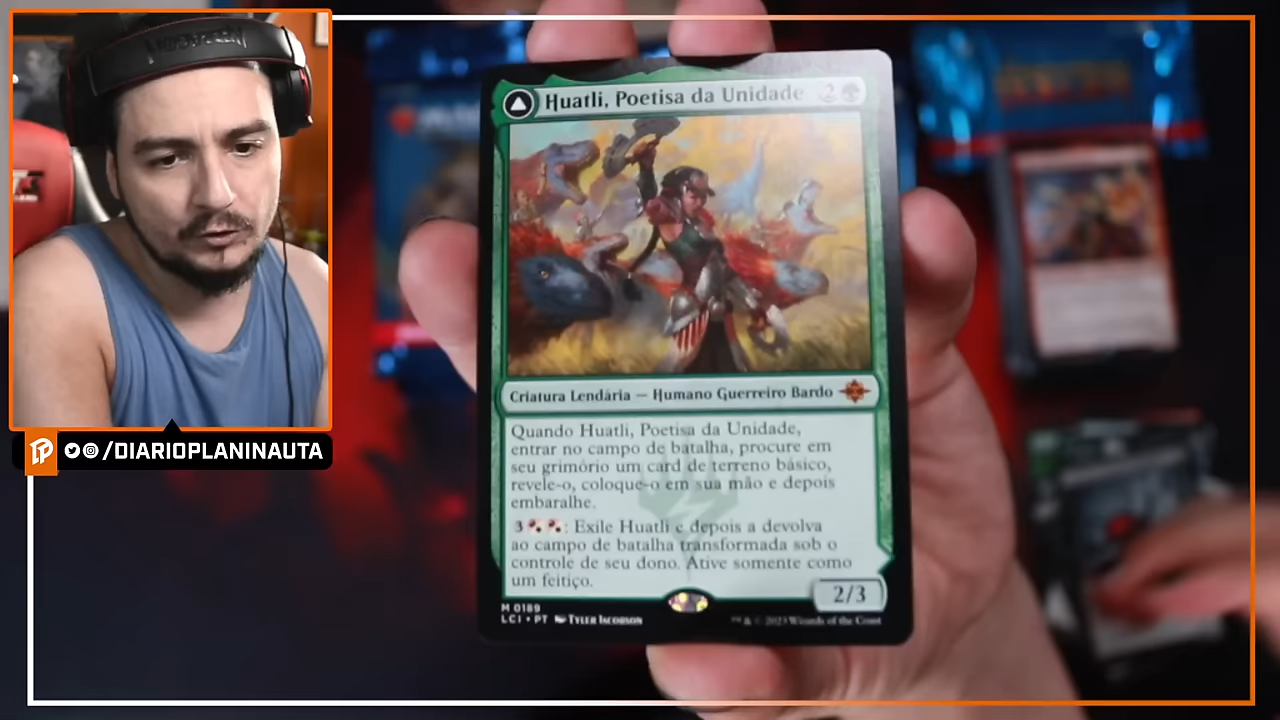 /DIARIOPLANINAUTA
Huatli, Poetisa da Unidade 2
Criatura Lendária — Humano Guerreiro Bardo
Quando Huatli, Poetisa da Unidade,
entrar no campo de batalha, procure em
seu grimório um card de terreno básico,
revele-o, coloque-o em sua mão e depois
embaralhe.
3 : Exile Huatli e depois a devolva
ao campo de batalha transformada sob o
controle de seu dono. Ative somente como
um feitiço.
2/3
M 0189
LCI • PT Tyler Jacobson
™ & © 2023 Wizards of the Coast